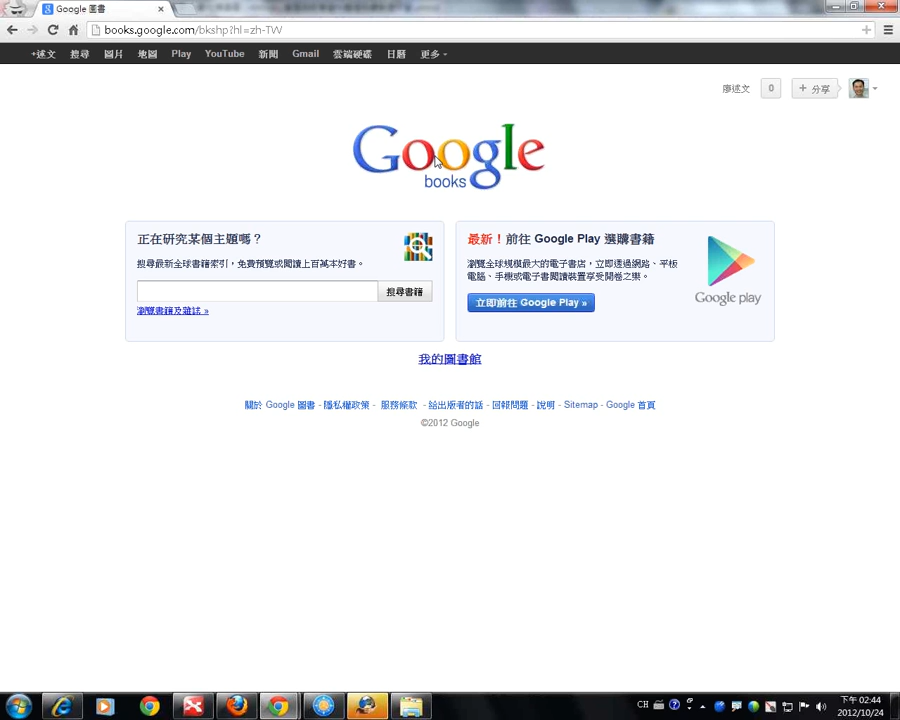 Google 圖書
books.google.com/bkshp?hl=zh-TW
+述文 搜尋 圖片 地圖 Play YouTube 新聞 Gmail 雲端硬碟 日曆 更多
廖述文 0 + 分享
Google
books
正在研究某個主題嗎？
搜尋最新全球書籍索引，免費預覽或閱讀上百萬本好書。
搜尋書籍
瀏覽書籍及雜誌 »
最新！前往 Google Play 選購書籍
瀏覽全球規模最大的電子書店，立即透過網路、平板
電腦、手機或電子書閱讀裝置享受開卷之樂。
立即前往 Google Play »
Google play
我的圖書館
關於 Google 圖書 - 隱私權政策 - 服務條款 - 給出版者的話 - 回報問題 - 說明 - Sitemap - Google 首頁
©2012 Google
CH
下午 02:44
2012/10/24